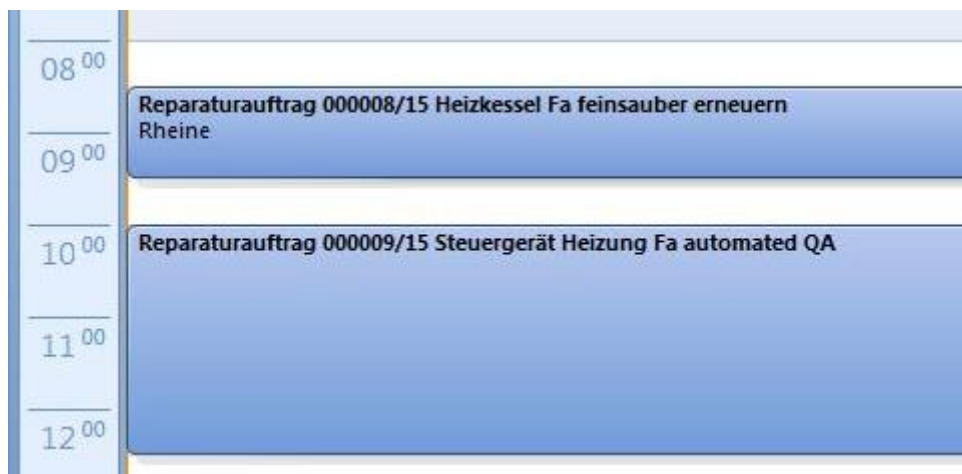 08 00
Reparaturauftrag 000008/15 Heizkessel Fa feinsauber erneuern
Rheine
09 00
10 00
Reparaturauftrag 000009/15 Steuergerät Heizung Fa automated QA
11 00
12 00